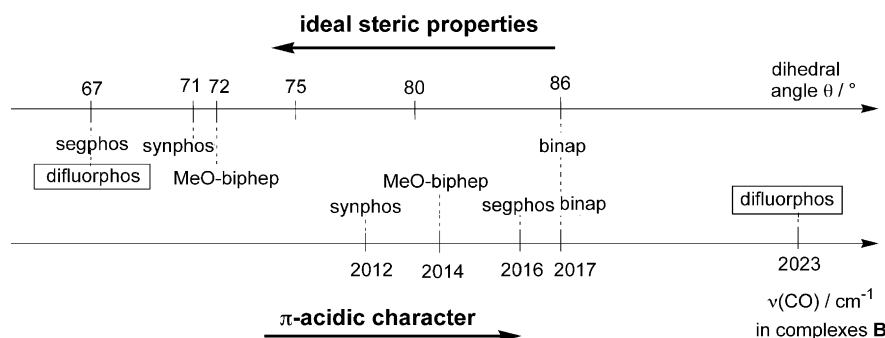 ideal steric properties
67 71 72 75 80 86 dihedral
angle θ / °
segphos synphos binap
difluorphos MeO-biphep MeO-biphep
synphos segphos binap difluorphos
2012 2014 2016 2017 2023
ν(CO) / cm-1
π-acidic character
in complexes B